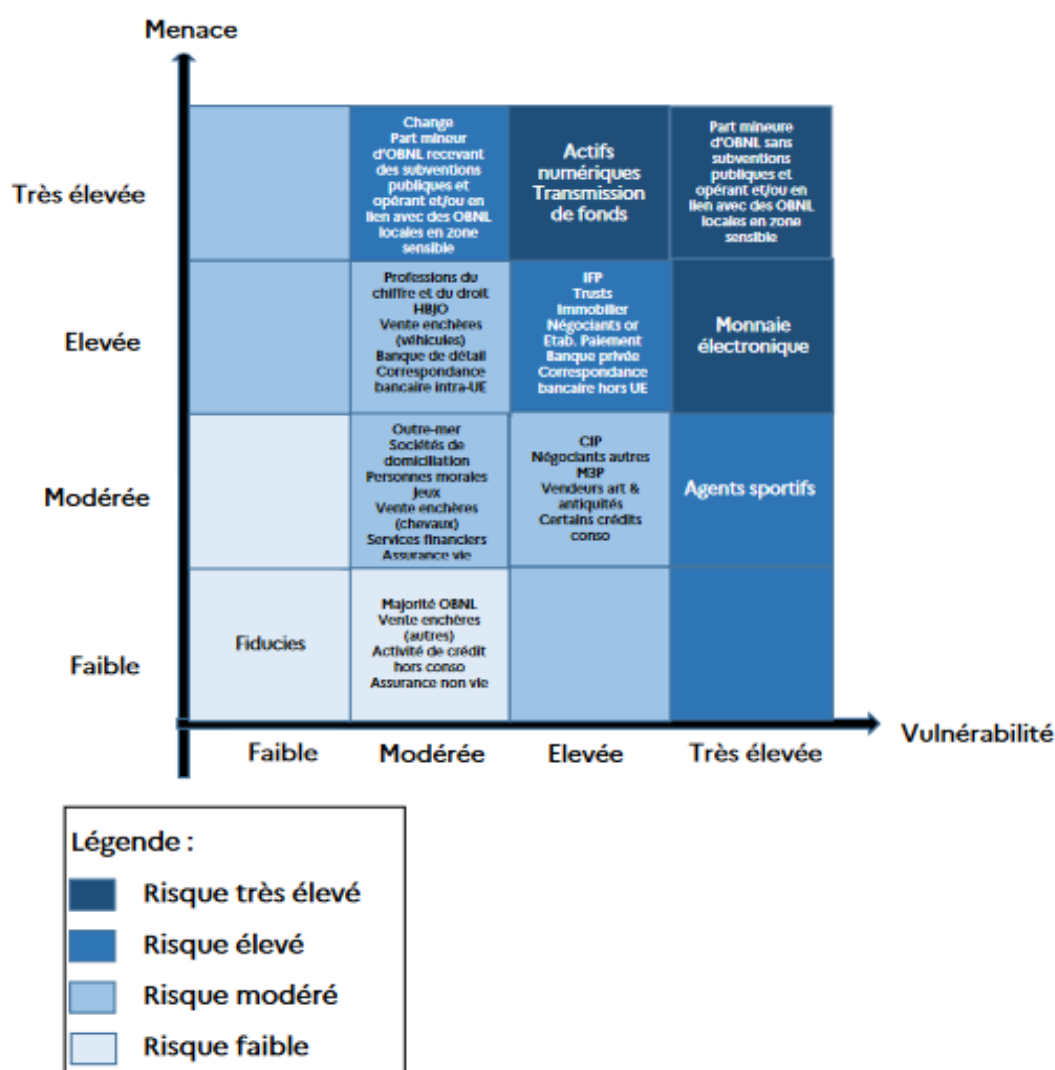 Menace
Très élevée
Change
Part mineur
d'OBNL recevant
des subventions
publiques et
opérant et/ou en
lien avec des OBNL
locales en zone
sensible
Actifs
numériques
Transmission
de fonds
Part mineure
d'OBNL sans
subventions
publiques et
opérant et/ou en
lien avec des OBNL
locales en zone
sensible
Elevée
Professions du
chiffre et du droit
HBJO
Vente enchères
(véhicules)
Banque de détail
Correspondance
bancaire intra-UE
IFP
Trusts
Immobilier
Négociants or
Etab. Paiement
Banque privée
Correspondance
bancaire hors UE
Monnaie
électronique
Modérée
Outre-mer
Sociétés de
domiciliation
Personnes morales
Jeux
Vente enchères
(chevaux)
Services financiers
Assurance vie
CIP
Négociants autres
M3P
Vendeurs art &
antiquités
Certains crédits
conso
Agents sportifs
Faible
Fiducies
Majorité OBNL
Vente enchères
(autres)
Activité de crédit
hors conso
Assurance non vie
Faible
Modérée
Elevée
Très élevée
Vulnérabilité
Légende :
Risque très élevé
Risque élevé
Risque modéré
Risque faible